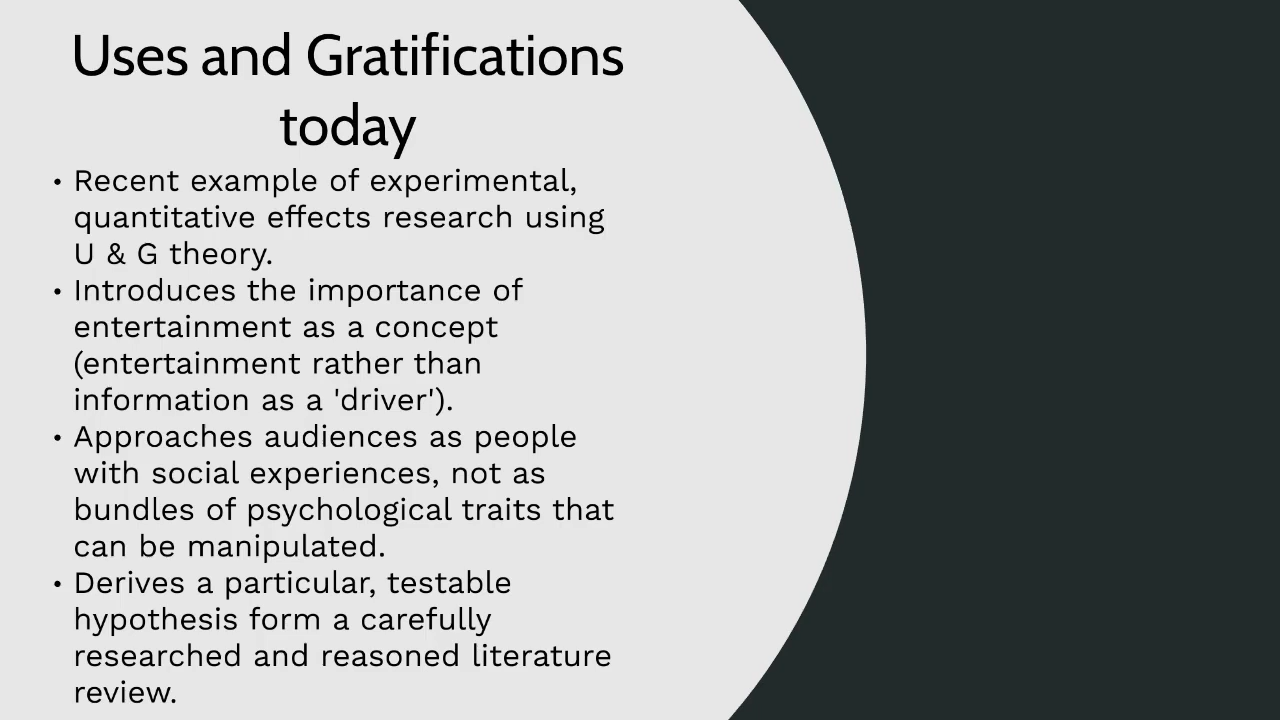 Uses and Gratifications
today
• Recent example of experimental,
quantitative effects research using
U & G theory.
• Introduces the importance of
entertainment as a concept
(entertainment rather than
information as a 'driver').
• Approaches audiences as people
with social experiences, not as
bundles of psychological traits that
can be manipulated.
• Derives a particular, testable
hypothesis form a carefully
researched and reasoned literature
review.